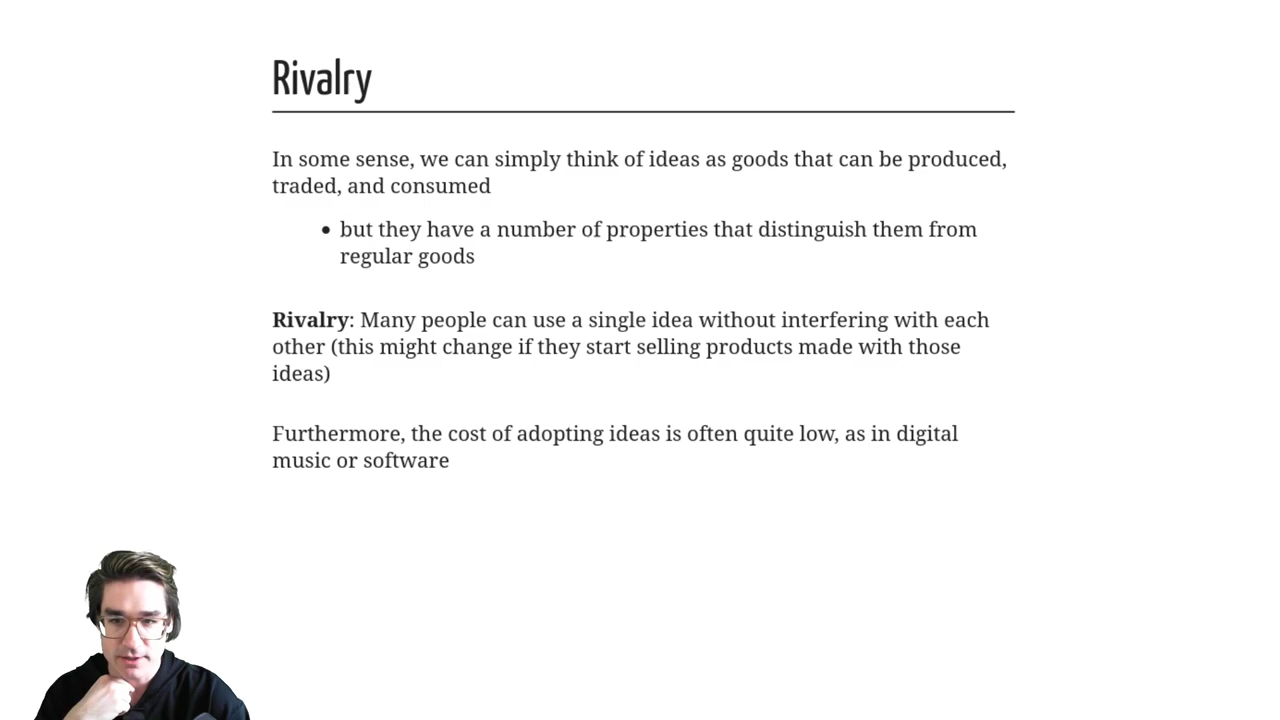 Rivalry
In some sense, we can simply think of ideas as goods that can be produced,
traded, and consumed
• but they have a number of properties that distinguish them from
regular goods
Rivalry: Many people can use a single idea without interfering with each
other (this might change if they start selling products made with those
ideas)
Furthermore, the cost of adopting ideas is often quite low, as in digital
music or software